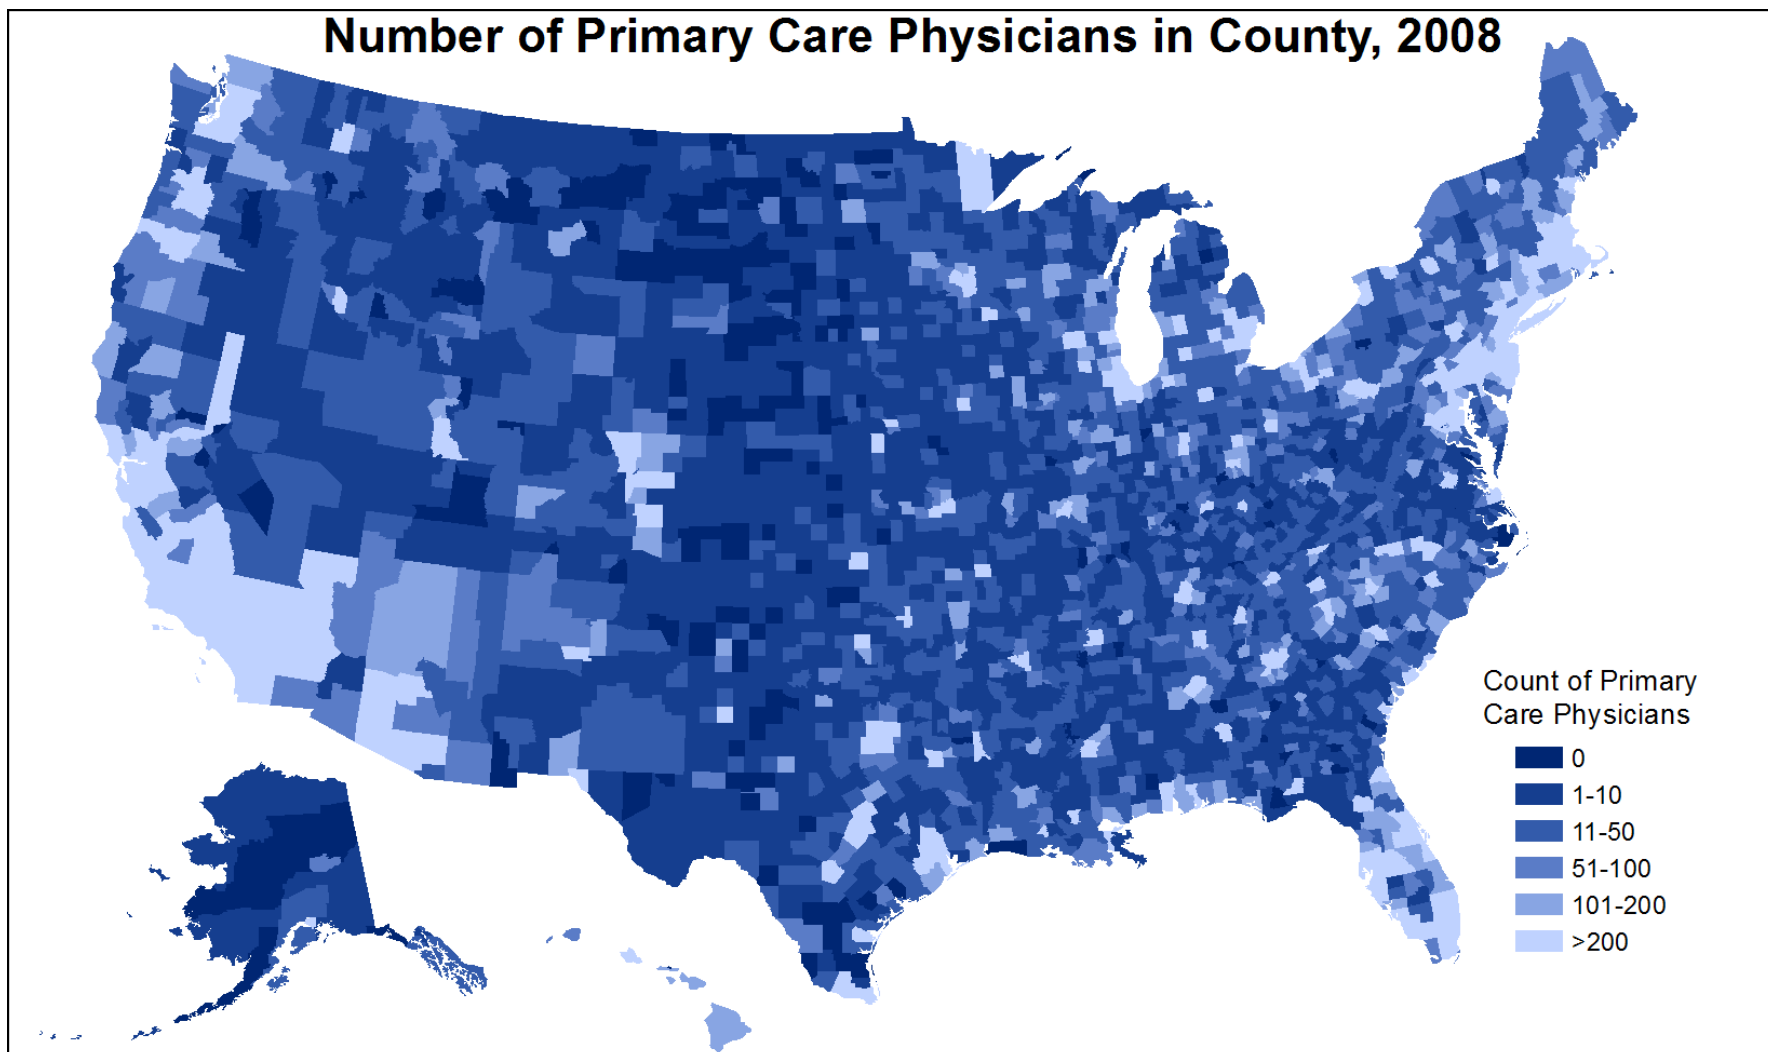 Number of Primary Care Physicians in County, 2008
Count of Primary
Care Physicians
0
1-10
11-50
51-100
101-200
>200